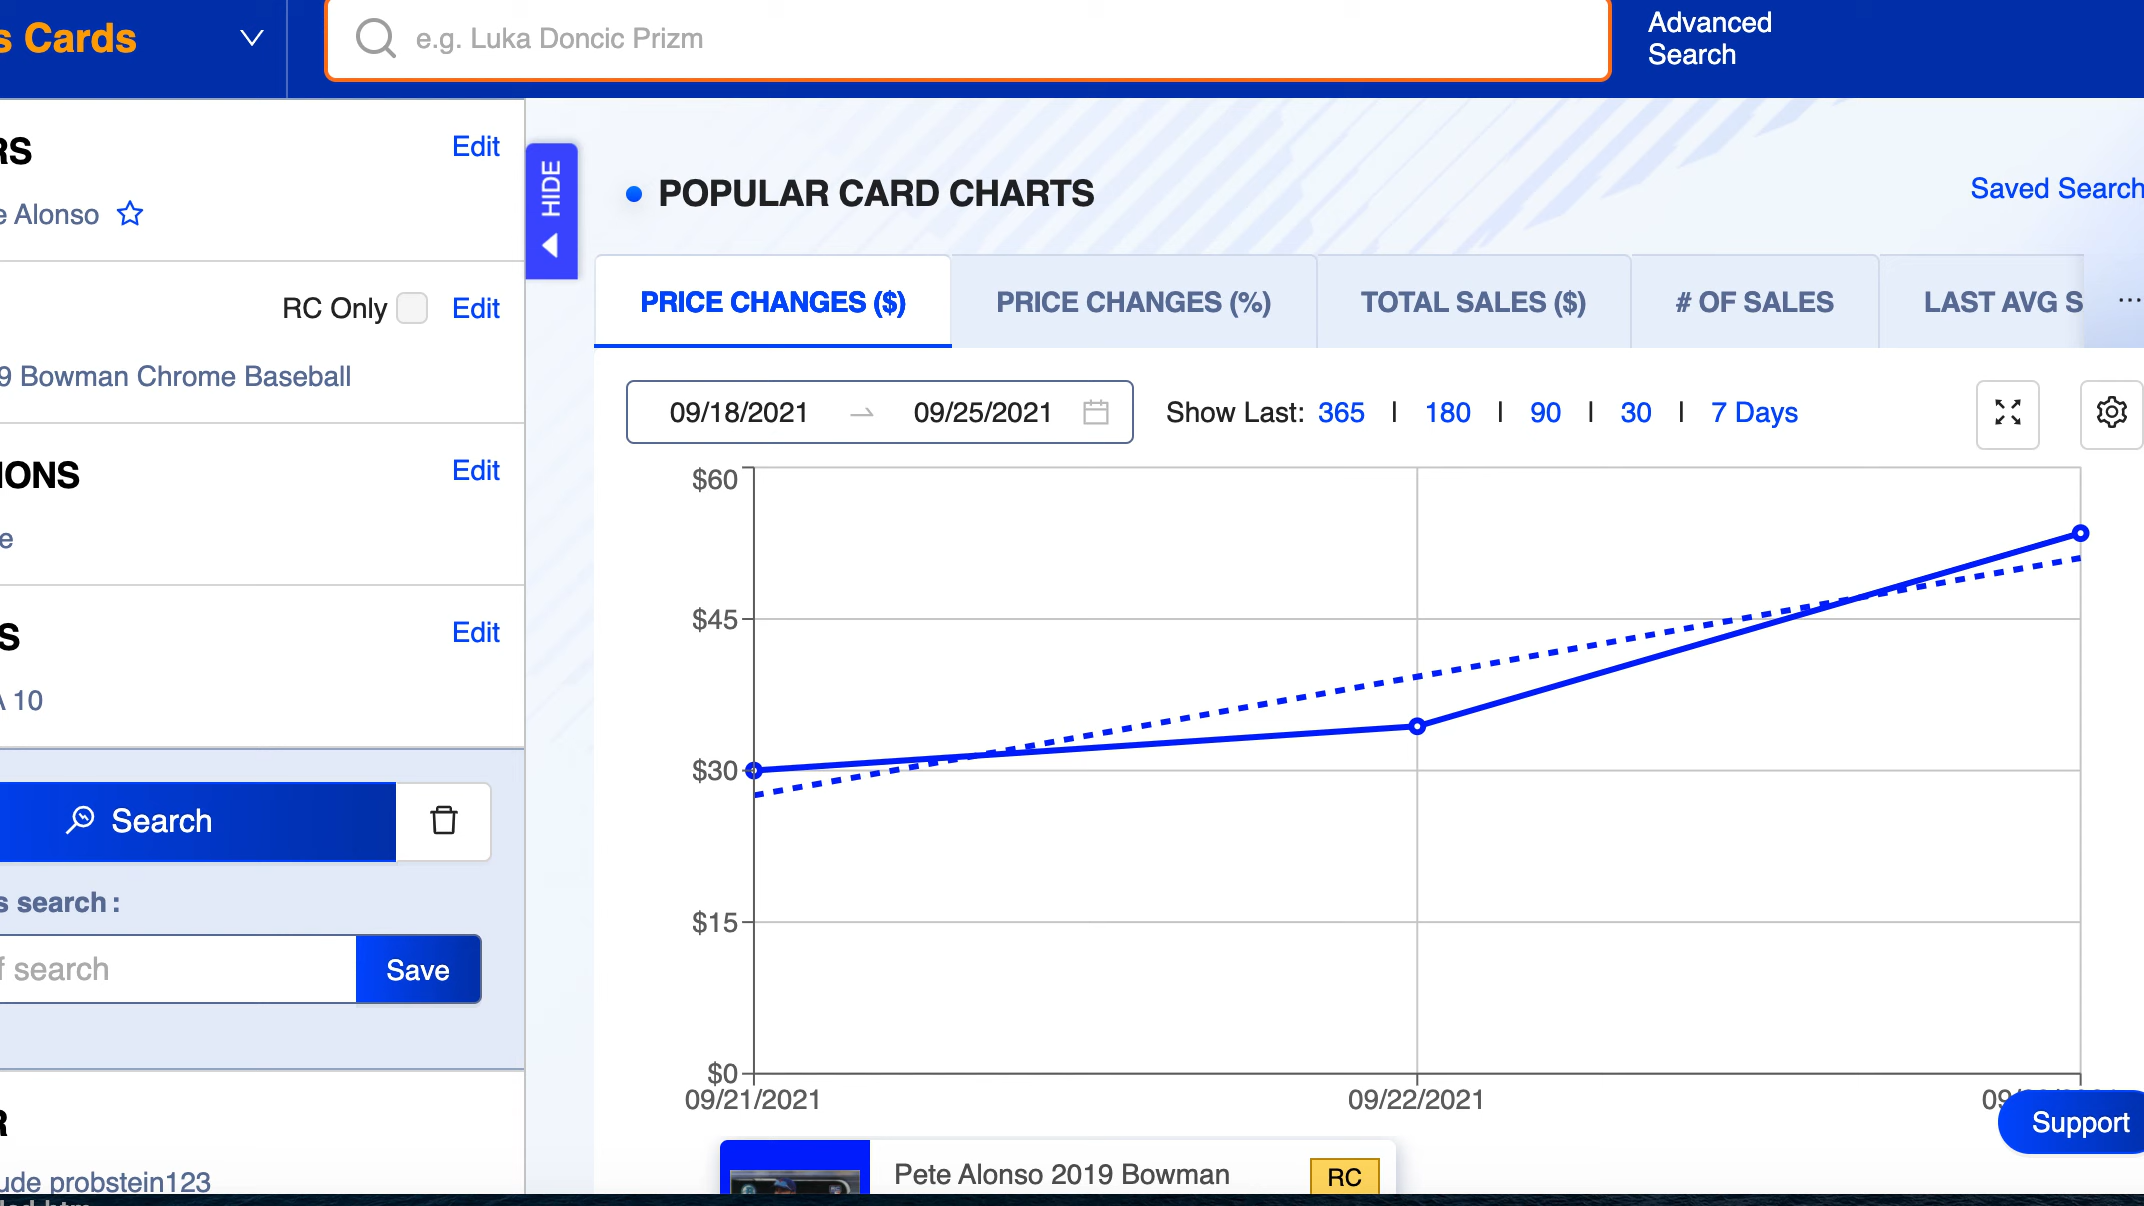 Cards
e.g. Luka Doncic Prizm
Advanced
Search
Edit
Alonso
HIDE
POPULAR CARD CHARTS
Saved Search
PRICE CHANGES ($)
PRICE CHANGES (%)
TOTAL SALES ($)
# OF SALES
LAST AVG S
...
RC Only
Edit
9 Bowman Chrome Baseball
09/18/2021
09/25/2021
Show Last: 365 | 180 | 90 | 30 | 7 Days
IONS
Edit
Edit
10
Search
s search :
f search
Save
ude probstein123
$60
$45
$30
$15
$0
09/21/2021
09/22/2021
09
Support
Pete Alonso 2019 Bowman
RC